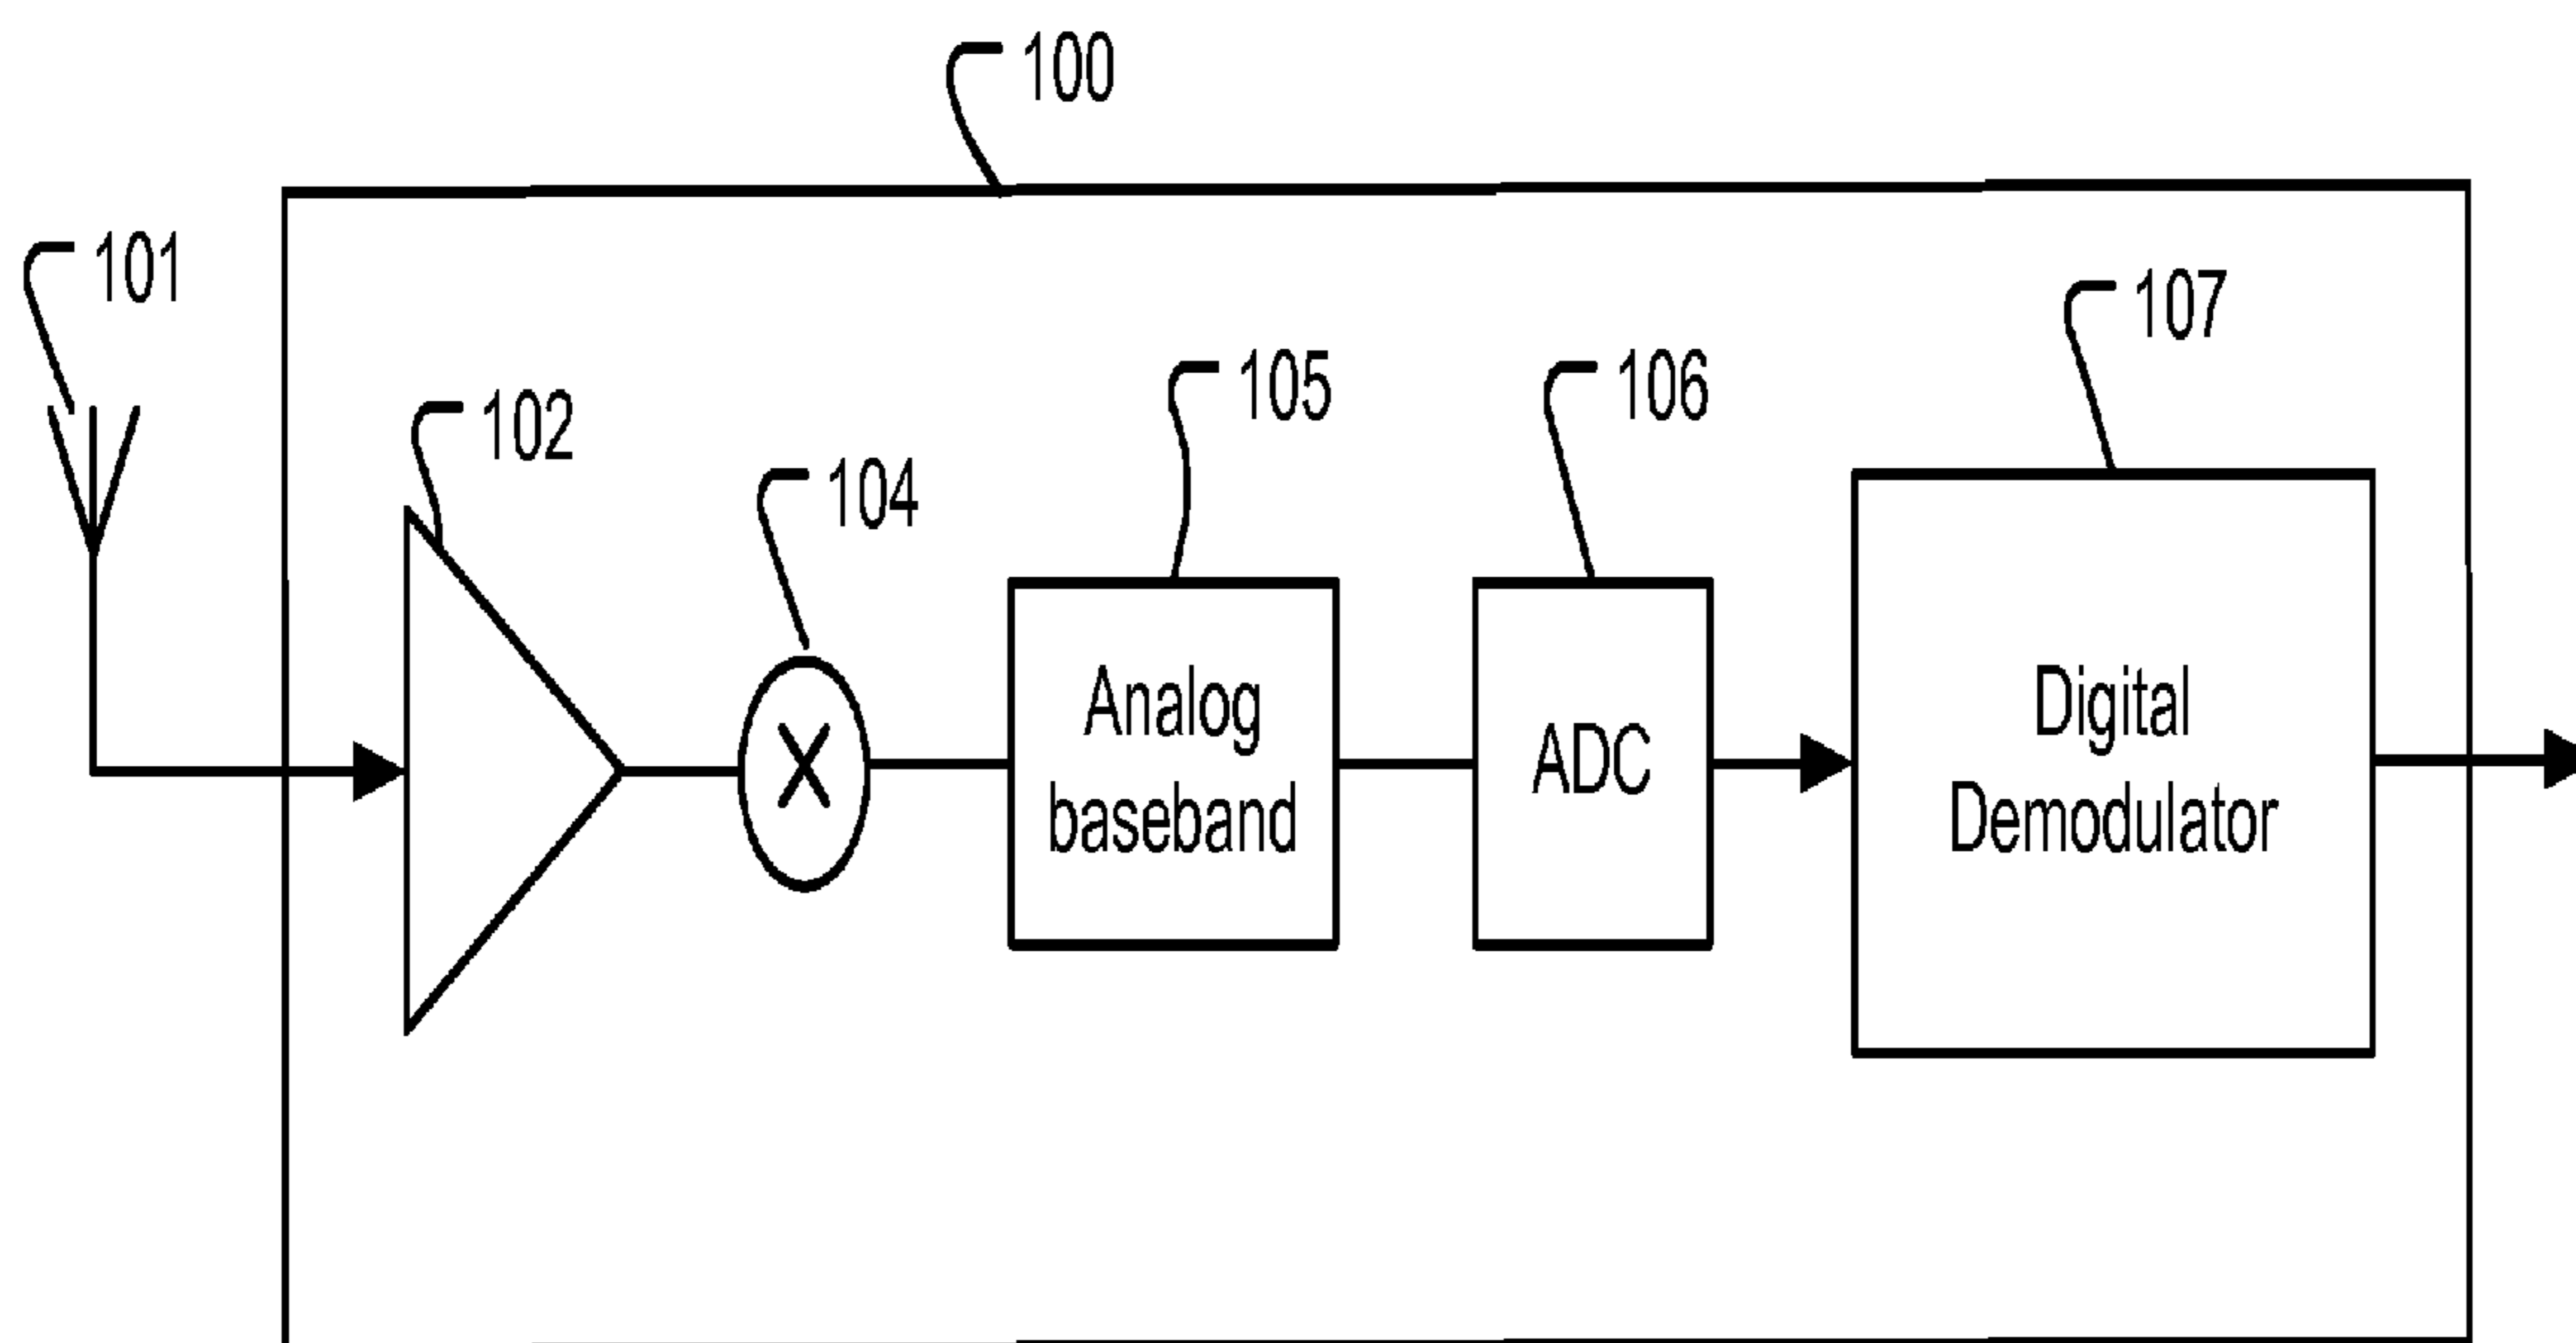 100
101
107
105
106
102
104
X
Analog
baseband
ADC
Digital
Demodulator